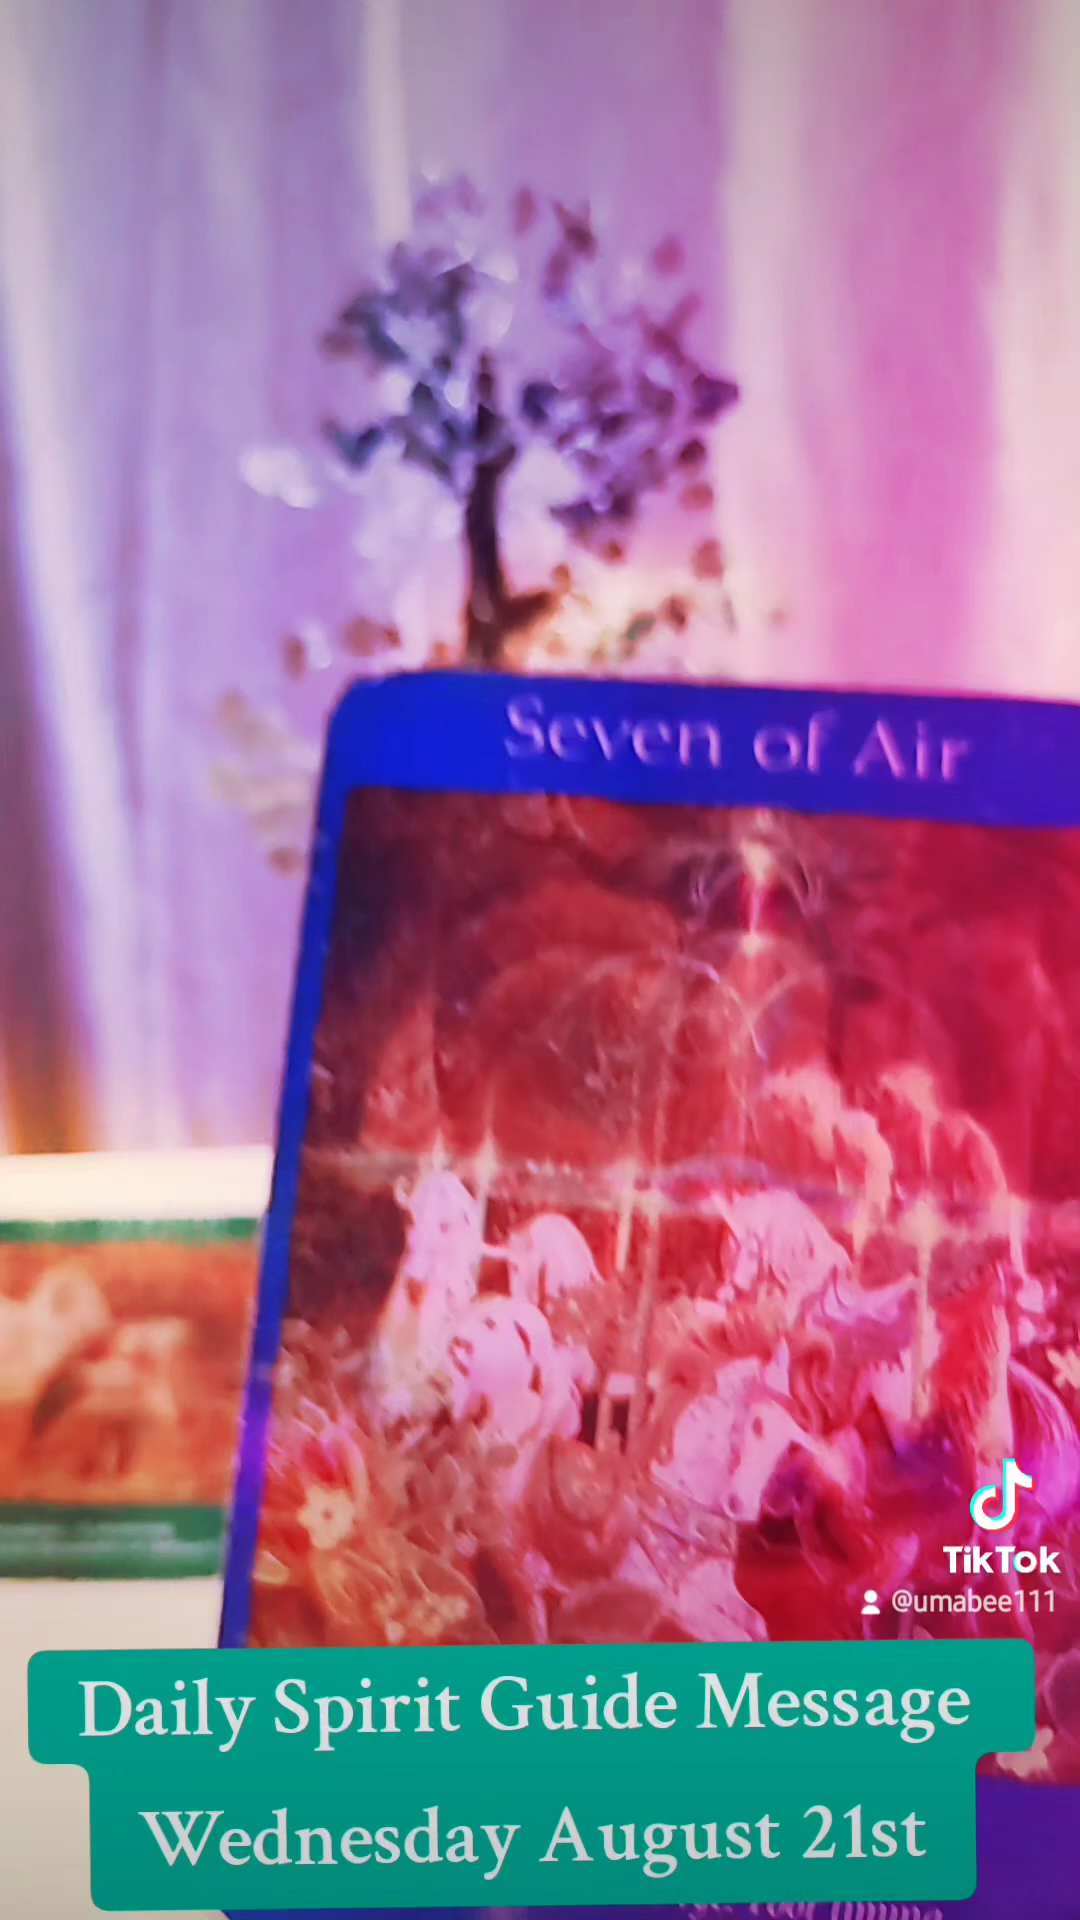 Seven of Air
TikTok
@umabee111
Daily Spirit Guide Message
Wednesday August 21st